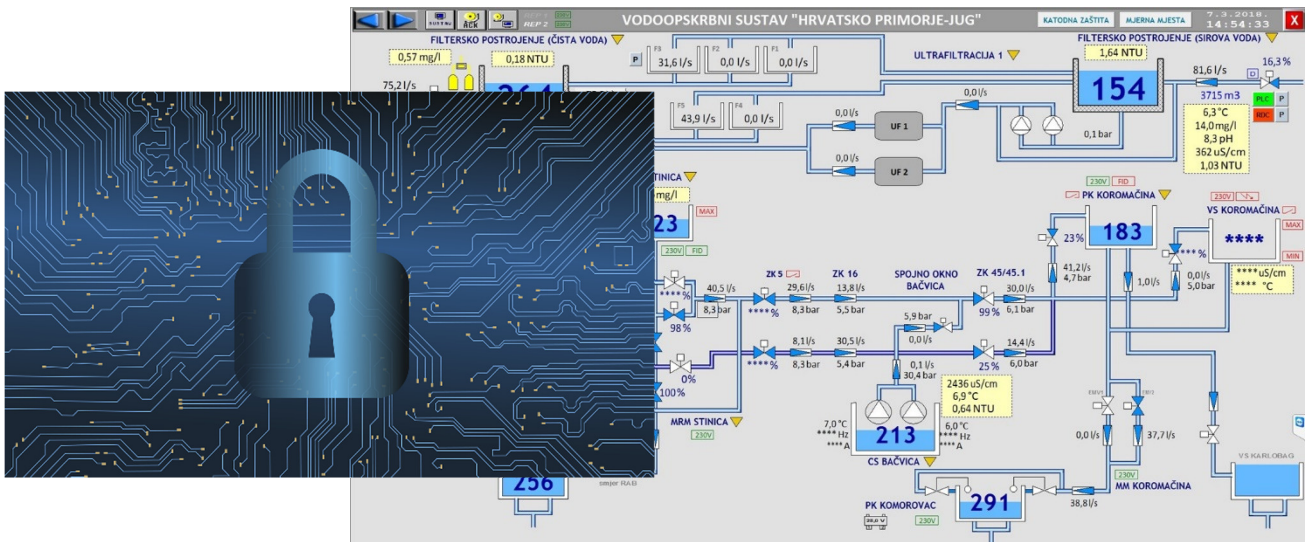 SUSTAV
ACK
REP 1 230V
REP 2 230V
VODOOPSKRBNI SUSTAV "HRVATSKO PRIMORJE-JUG"
KATODNA ZAŠTITA
MJERNA MJESTA
7.3.2018.
14:54:33
X
FILTERSKO POSTROJENJE (ČISTA VODA)
FILTERSKO POSTROJENJE (SIROVA VODA)
0,57 mg/l
0,18 NTU
75,2 l/s
P
F3
31,6 l/s
F2
0,0 l/s
F1
0,0 l/s
ULTRAFILTRACIJA 1
1,64 NTU
154
81,6 l/s
D
16,3 %
3715 m3
PLC P
RDC P
6,3 °C
14,0 mg/l
8,3 pH
362 uS/cm
1,03 NTU
F5
43,9 l/s
F4
0,0 l/s
0,0 l/s
0,0 l/s
UF 1
0,1 bar
0,0 l/s
UF 2
TINICA
mg/l
23
MAX
230V FID
230V FID
PK KOROMAČINA
183
230V
VS KOROMAČINA
****
MAX
MIN
**** uS/cm
**** °C
23 %
41,2 l/s
4,7 bar
1,0 l/s
*** %
0,0 l/s
5,0 bar
**** %
98 %
40,5 l/s
8,3 bar
ZK 5
**** %
29,6 l/s
8,3 bar
ZK 16
13,8 l/s
5,5 bar
SPOJNO OKNO
BAČVICA
ZK 45/45.1
99 %
30,0 l/s
6,1 bar
5,9 bar
0,0 l/s
0%
100%
**** %
8,1 l/s
8,3 bar
30,5 l/s
5,4 bar
25 %
14,4 l/s
6,0 bar
0,1 l/s
30,4 bar
2436 uS/cm
6,9 °C
0,64 NTU
MRM STINICA
230V
7,0 °C
**** Hz
**** A
213
6,0 °C
**** Hz
**** A
CS BAČVICA
0,0 l/s
37,7 l/s
230V
MM KOROMAČINA
VS KARLOBAG
256
smjer RAB
PK KOMOROVAC
230V
291
38,8 l/s